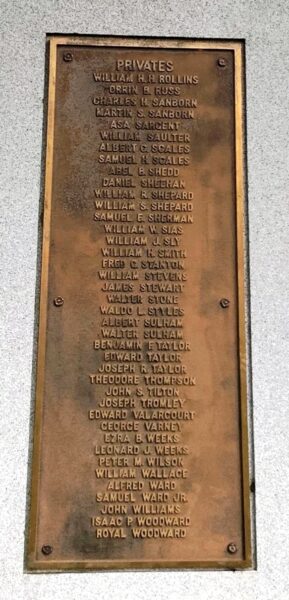 PRIVATES
WILLIAM H. H. ROLLINS
ORRIN B. RUSS
CHARLES H. SANBORN
MARTIN S. SANBORN
ASA SARGENT
WILLIAM SAULTER
ALBERT C. SCALES
SAMUEL H. SCALES
ABEL B. SHEDD
DANIEL SHEEHAN
WILLIAM R. SHEPARD
WILLIAM S. SHEPARD
SAMUEL E. SHERMAN
WILLIAM W. SIAS
WILLIAM J. SLY
WILLIAM H. SMITH
FRED C. STANTON
WILLIAM STEVENS
JAMES STEWART
WALTER STONE
WALDO L. STYLES
ALBERT SULHAM
WALTER SULHAM
BENJAMIN F. TAYLOR
EDWARD TAYLOR
JOSEPH R. TAYLOR
THEODORE THOMPSON
JOHN S. TILTON
JOSEPH TROMLEY
EDWARD VALARCOURT
GEORGE VARNEY
EZRA B. WEEKS
LEONARD J. WEEKS
PETER M. WILSON
WILLIAM WALLACE
ALFRED WARD
SAMUEL WARD JR.
JOHN WILLIAMS
ISAAC P. WOODWARD
ROYAL WOODWARD